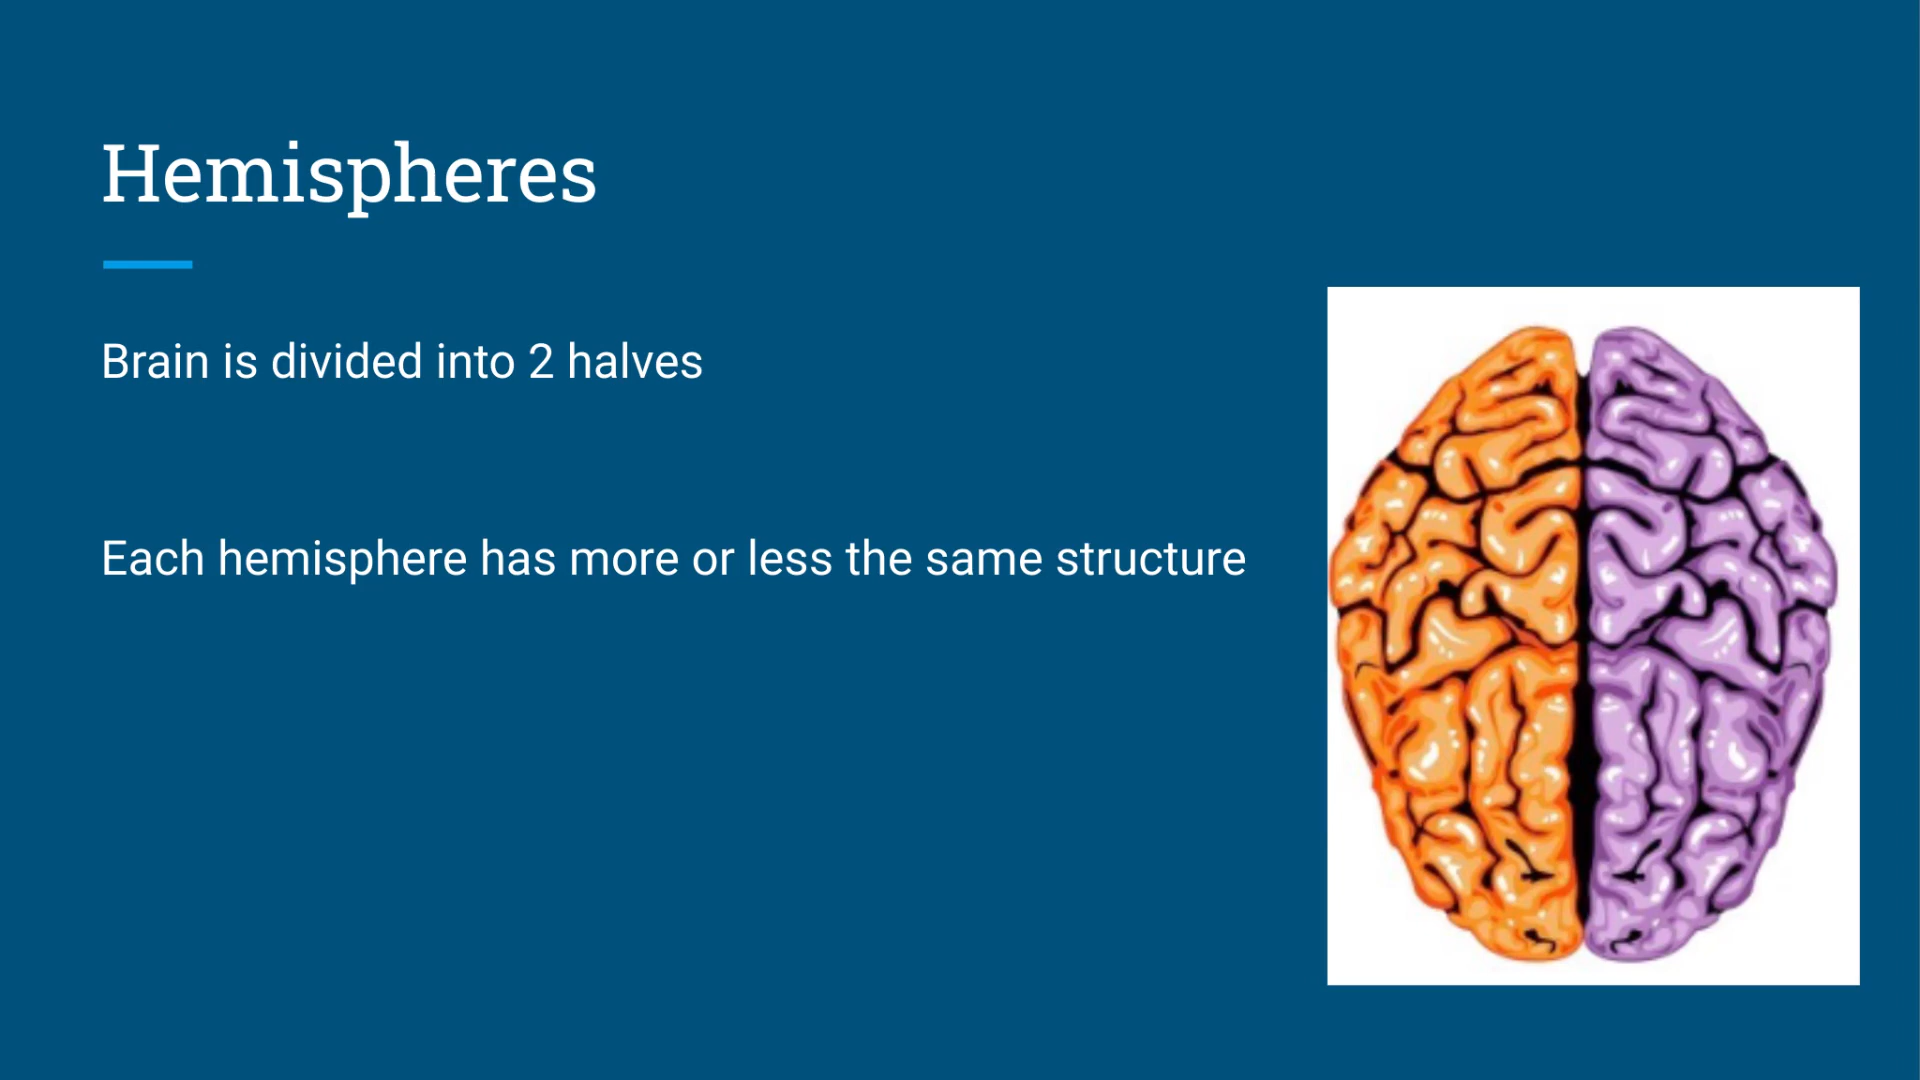 Hemispheres
Brain is divided into 2 halves
Each hemisphere has more or less the same structure